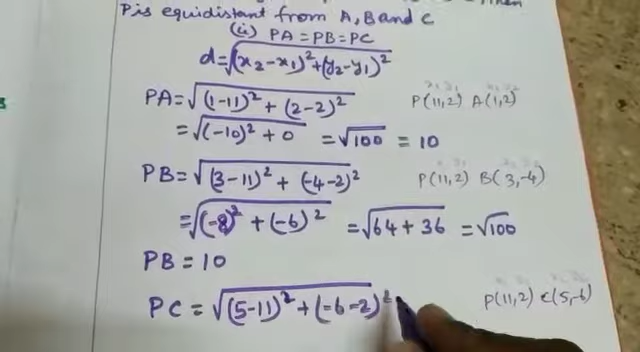 then
P is equidistant from A, B and C
(i) PA = PB = PC
d = √(x₂-x₁)² + (y₂-y₁)²
PA = √(1-11)² + (2-2)² P(11,2) A(1,2)
= √(-10)² + 0 = √100 = 10
PB = √(3-11)² + (-4-2)² P(11,2) B(3,-4)
= √(-8)² + (-6)² = √64 + 36 = √100
PB = 10
PC = √(5-11)² + (-6-2)² P(11,2) C(5,-6)